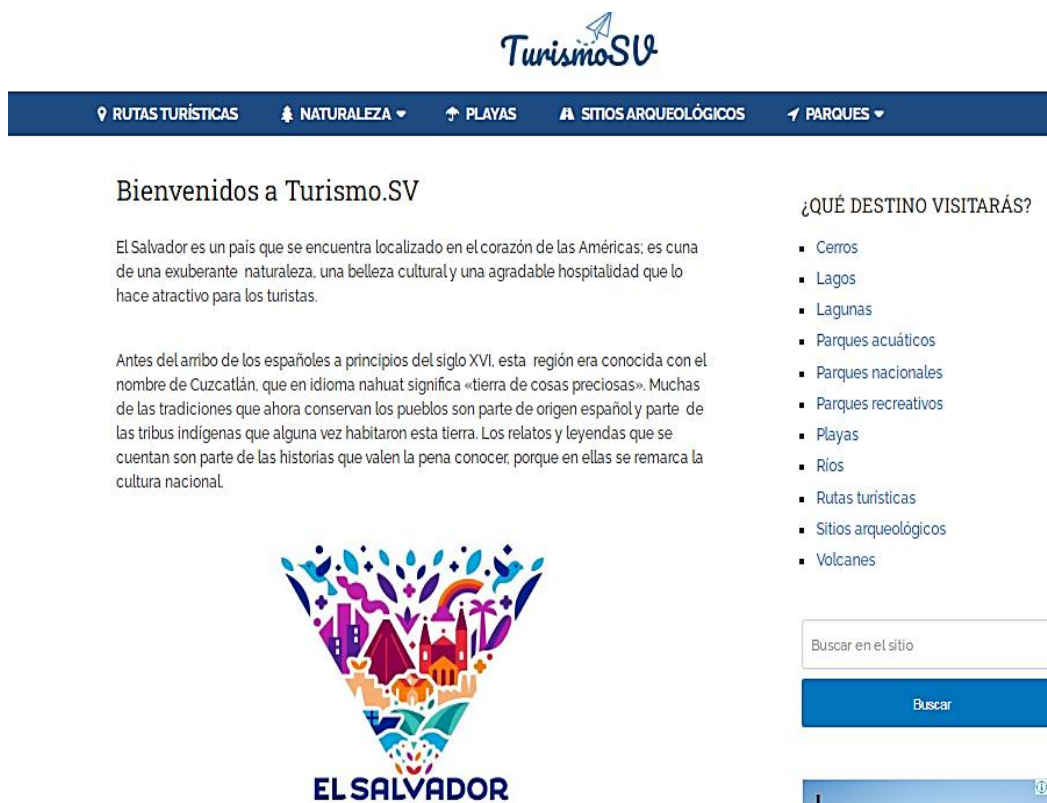 TurismoSV
RUTAS TURÍSTICAS NATURALEZA PLAYAS SITIOS ARQUEOLÓGICOS PARQUES
Bienvenidos a Turismo.SV
El Salvador es un país que se encuentra localizado en el corazón de las Américas; es cuna
de una exuberante naturaleza, una belleza cultural y una agradable hospitalidad que lo
hace atractivo para los turistas.
Antes del arribo de los españoles a principios del siglo XVI, esta región era conocida con el
nombre de Cuzcatlán, que en idioma nahuat significa «tierra de cosas preciosas». Muchas
de las tradiciones que ahora conservan los pueblos son parte de origen español y parte de
las tribus indígenas que alguna vez habitaron esta tierra. Los relatos y leyendas que se
cuentan son parte de las historias que valen la pena conocer, porque en ellas se remarca la
cultura nacional.
EL SALVADOR
¿QUÉ DESTINO VISITARÁS?
Cerros
Lagos
Lagunas
Parques acuáticos
Parques nacionales
Parques recreativos
Playas
Ríos
Rutas turísticas
Sitios arqueológicos
Volcanes
Buscar en el sitio
Buscar